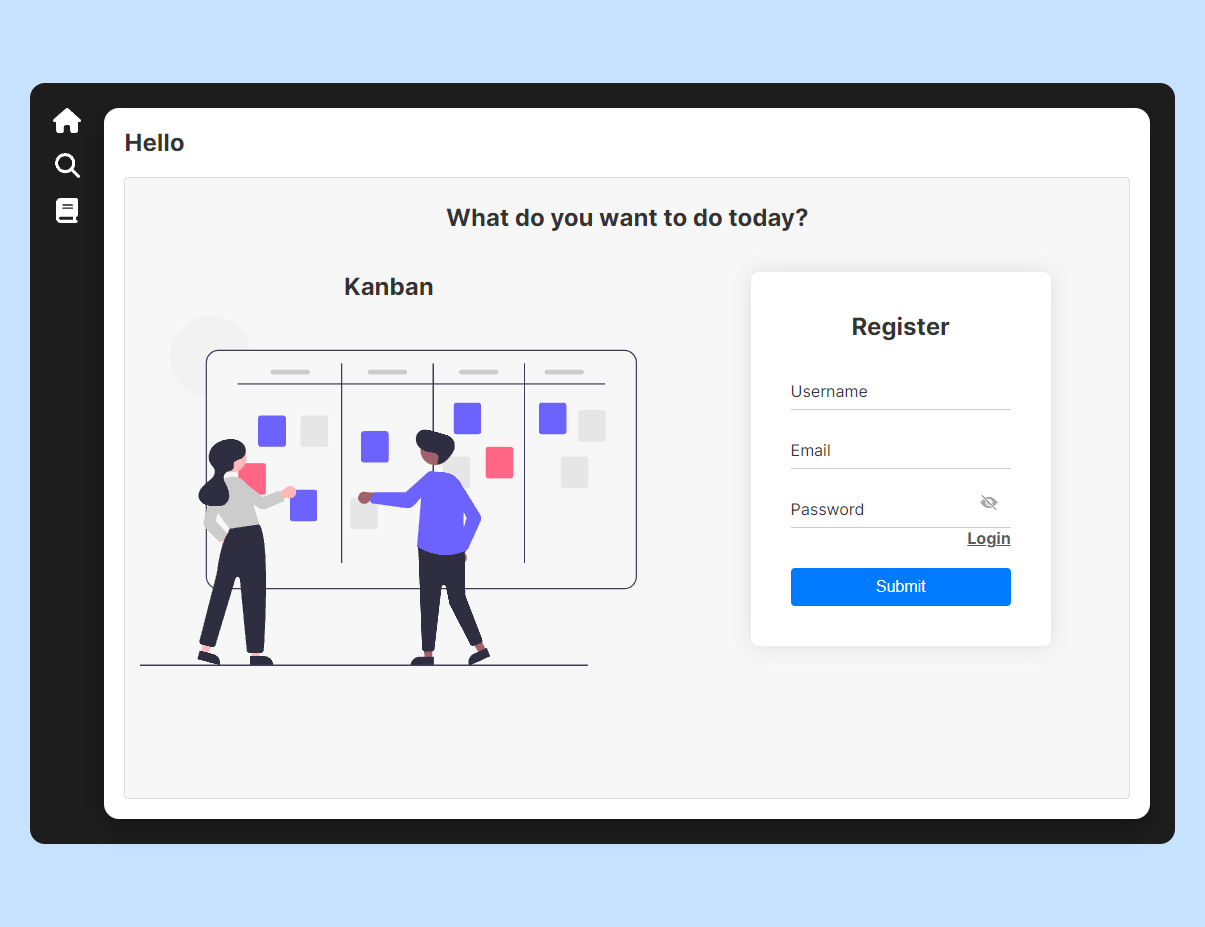 Hello
What do you want to do today?
Kanban
Register
Username
Email
Password
Login
Submit